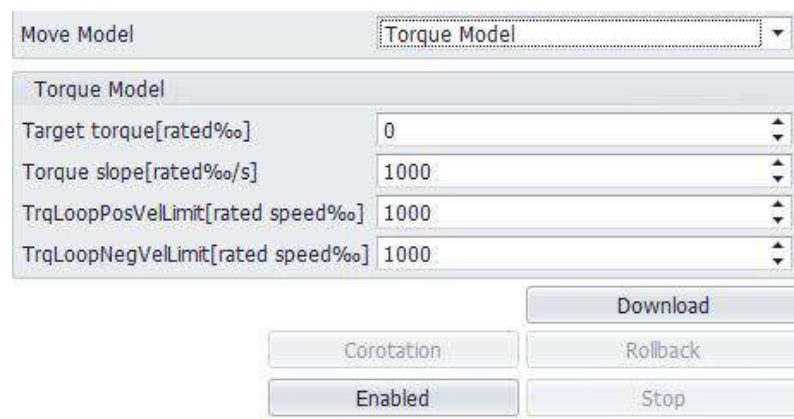 Move Model Torque Model
Torque Model
Target torque[rated‰] 0
Torque slope[rated‰/s] 1000
TrqLoopPosVelLimit[rated speed‰] 1000
TrqLoopNegVelLimit[rated speed‰] 1000
Download
Corotation Rollback
Enabled Stop